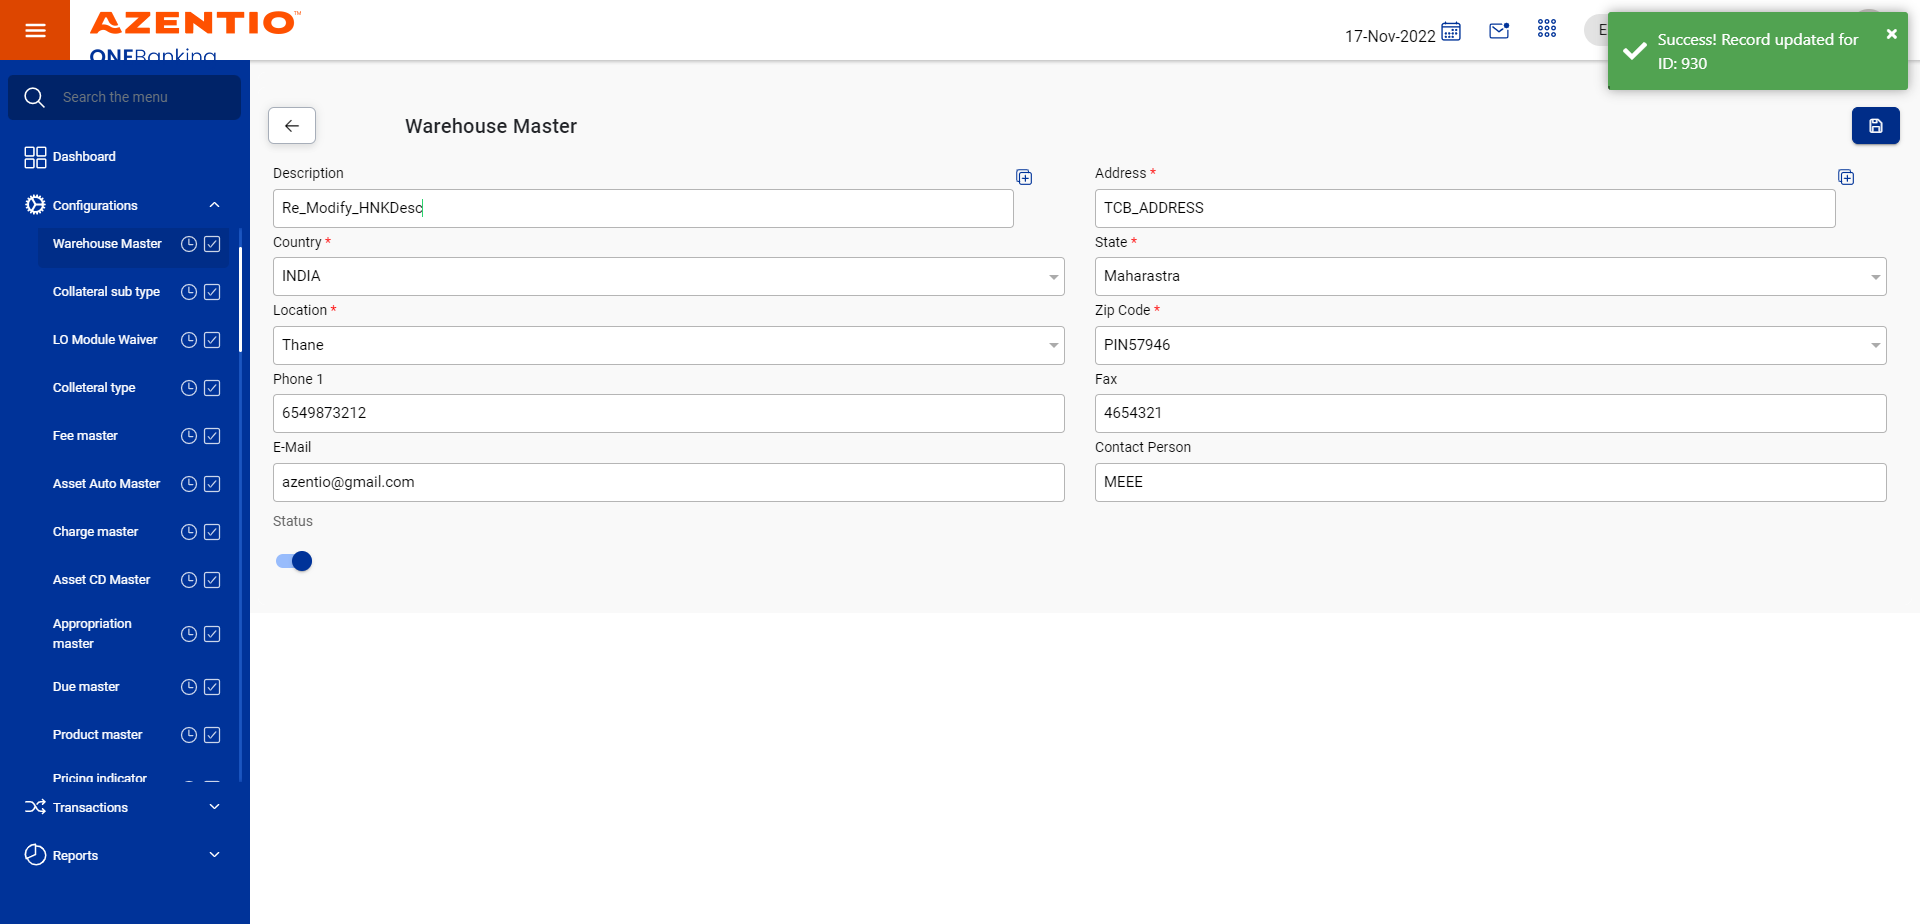 AZENTIO™
ONEBanking
17-Nov-2022
E
Success! Record updated for
ID: 930
Search the menu
Dashboard
Configurations
Warehouse Master
Collateral sub type
LO Module Waiver
Colleteral type
Fee master
Asset Auto Master
Charge master
Asset CD Master
Appropriation
master
Due master
Product master
Pricing indicator
Transactions
Reports
Warehouse Master
Description
Re_Modify_HNKDesc
Address *
TCB_ADDRESS
Country *
INDIA
State *
Maharastra
Location *
Thane
Zip Code *
PIN57946
Phone 1
6549873212
Fax
4654321
E-Mail
azentio@gmail.com
Contact Person
MEEE
Status